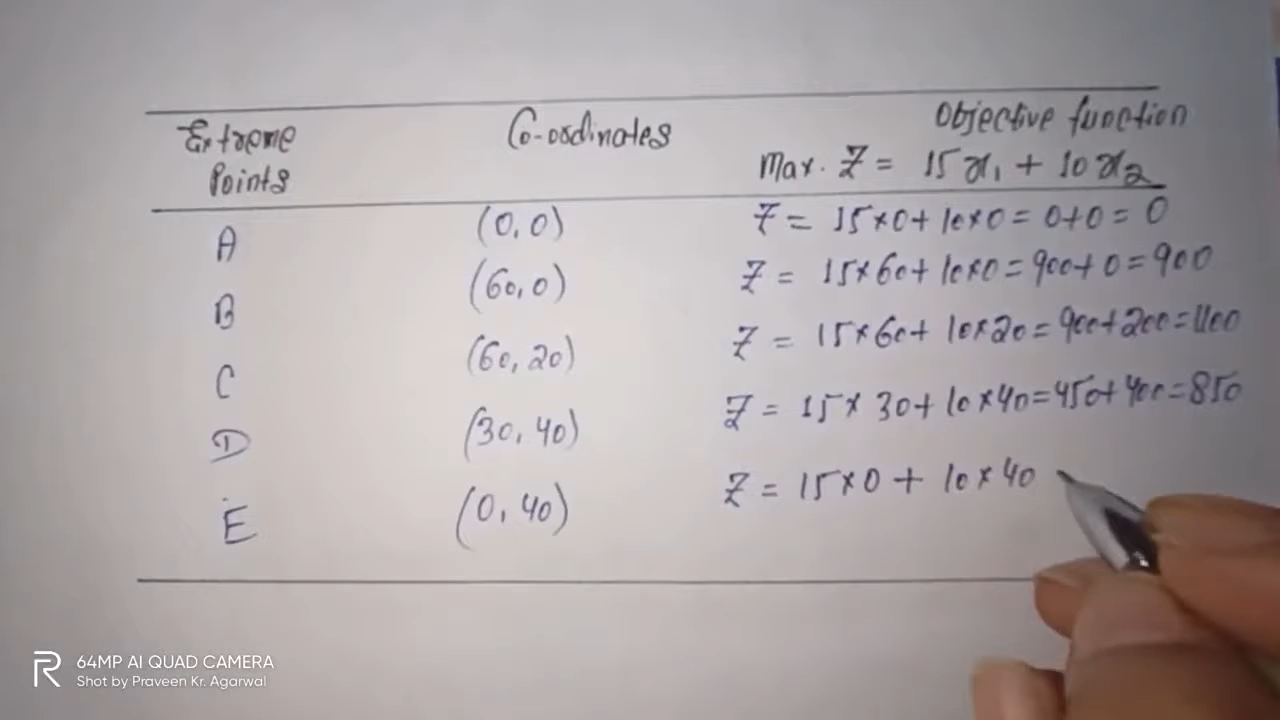 Extreme Points Co-ordinates Objective function
Max. Z = 15x₁ + 10x₂
A (0,0) Z = 15×0+10×0=0+0=0
B (60,0) Z = 15×60+10×0=900+0=900
C (60,20) Z = 15×60+10×20=900+200=1100
D (30,40) Z = 15×30+10×40=450+400=850
E (0,40) Z = 15×0+10×40
R 64MP AI QUAD CAMERA
Shot by Praveen Kr. Agarwal